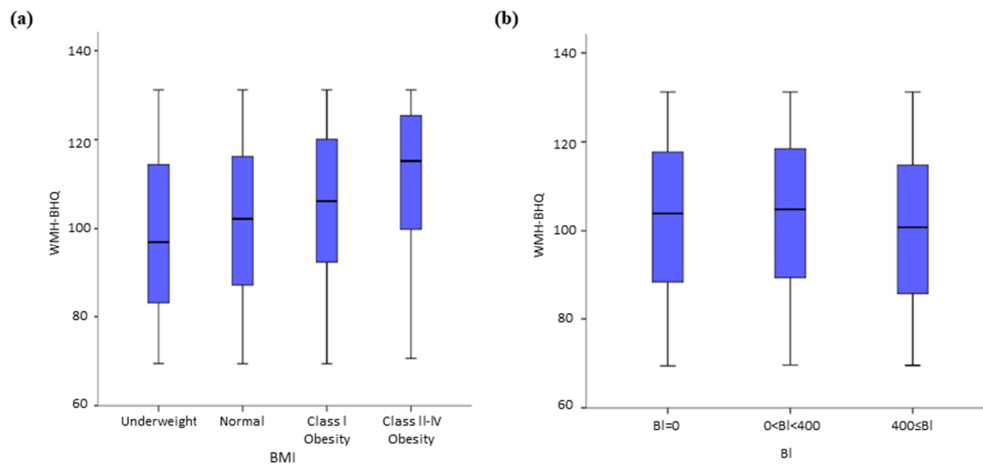 (a)
140
120
100
80
60
WMH-BHQ
Underweight
Normal
Class I
Obesity
Class II-IV
Obesity
BMI
(b)
140
120
100
80
60
WMH-BHQ
BI=0
0<BI<400
400≤BI
BI